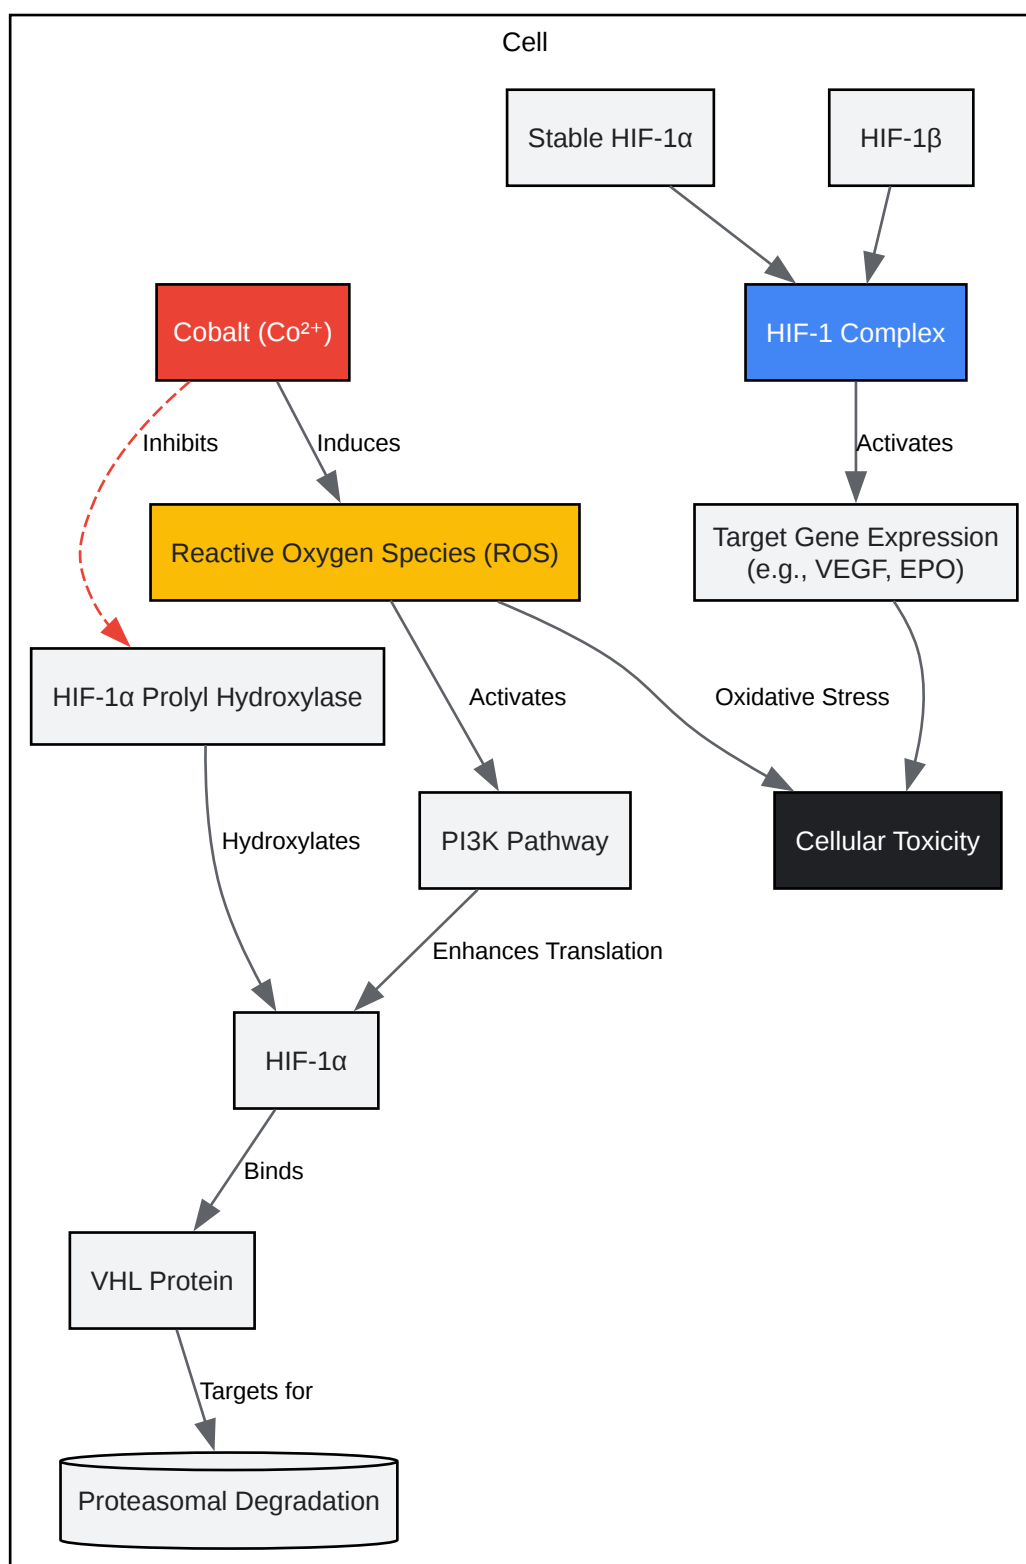 Cell
Stable HIF-1α
HIF-1β
Cobalt (Co²⁺)
HIF-1 Complex
Inhibits
Induces
Activates
Reactive Oxygen Species (ROS)
Target Gene Expression
(e.g., VEGF, EPO)
HIF-1α Prolyl Hydroxylase
Activates
Oxidative Stress
Hydroxylates
PI3K Pathway
Cellular Toxicity
Enhances Translation
HIF-1α
Binds
VHL Protein
Targets for
Proteasomal Degradation